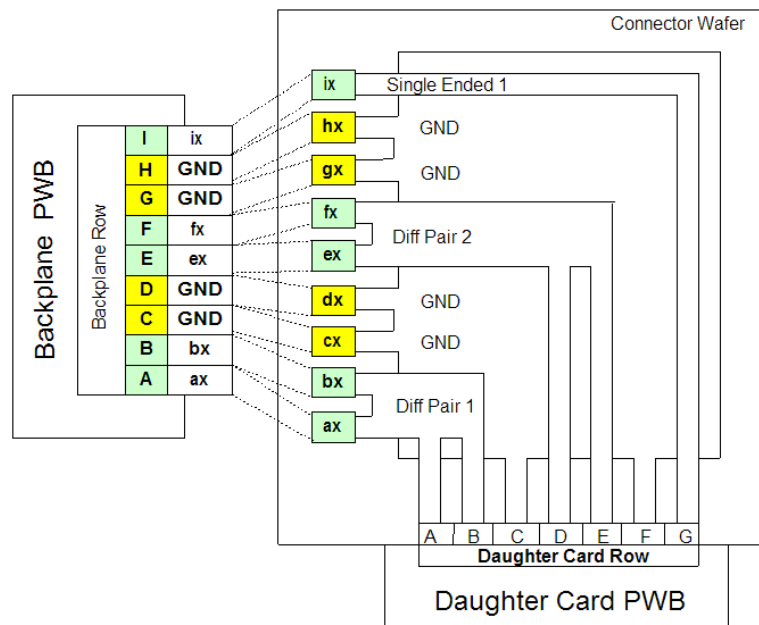 Connector Wafer
Backplane PWB
Backplane Row
I ix
H GND
G GND
F fx
E ex
D GND
C GND
B bx
A ax
ix Single Ended 1
hx GND
gx GND
fx
Diff Pair 2
ex
dx GND
cx GND
bx
Diff Pair 1
ax
A B C D E F G
Daughter Card Row
Daughter Card PWB